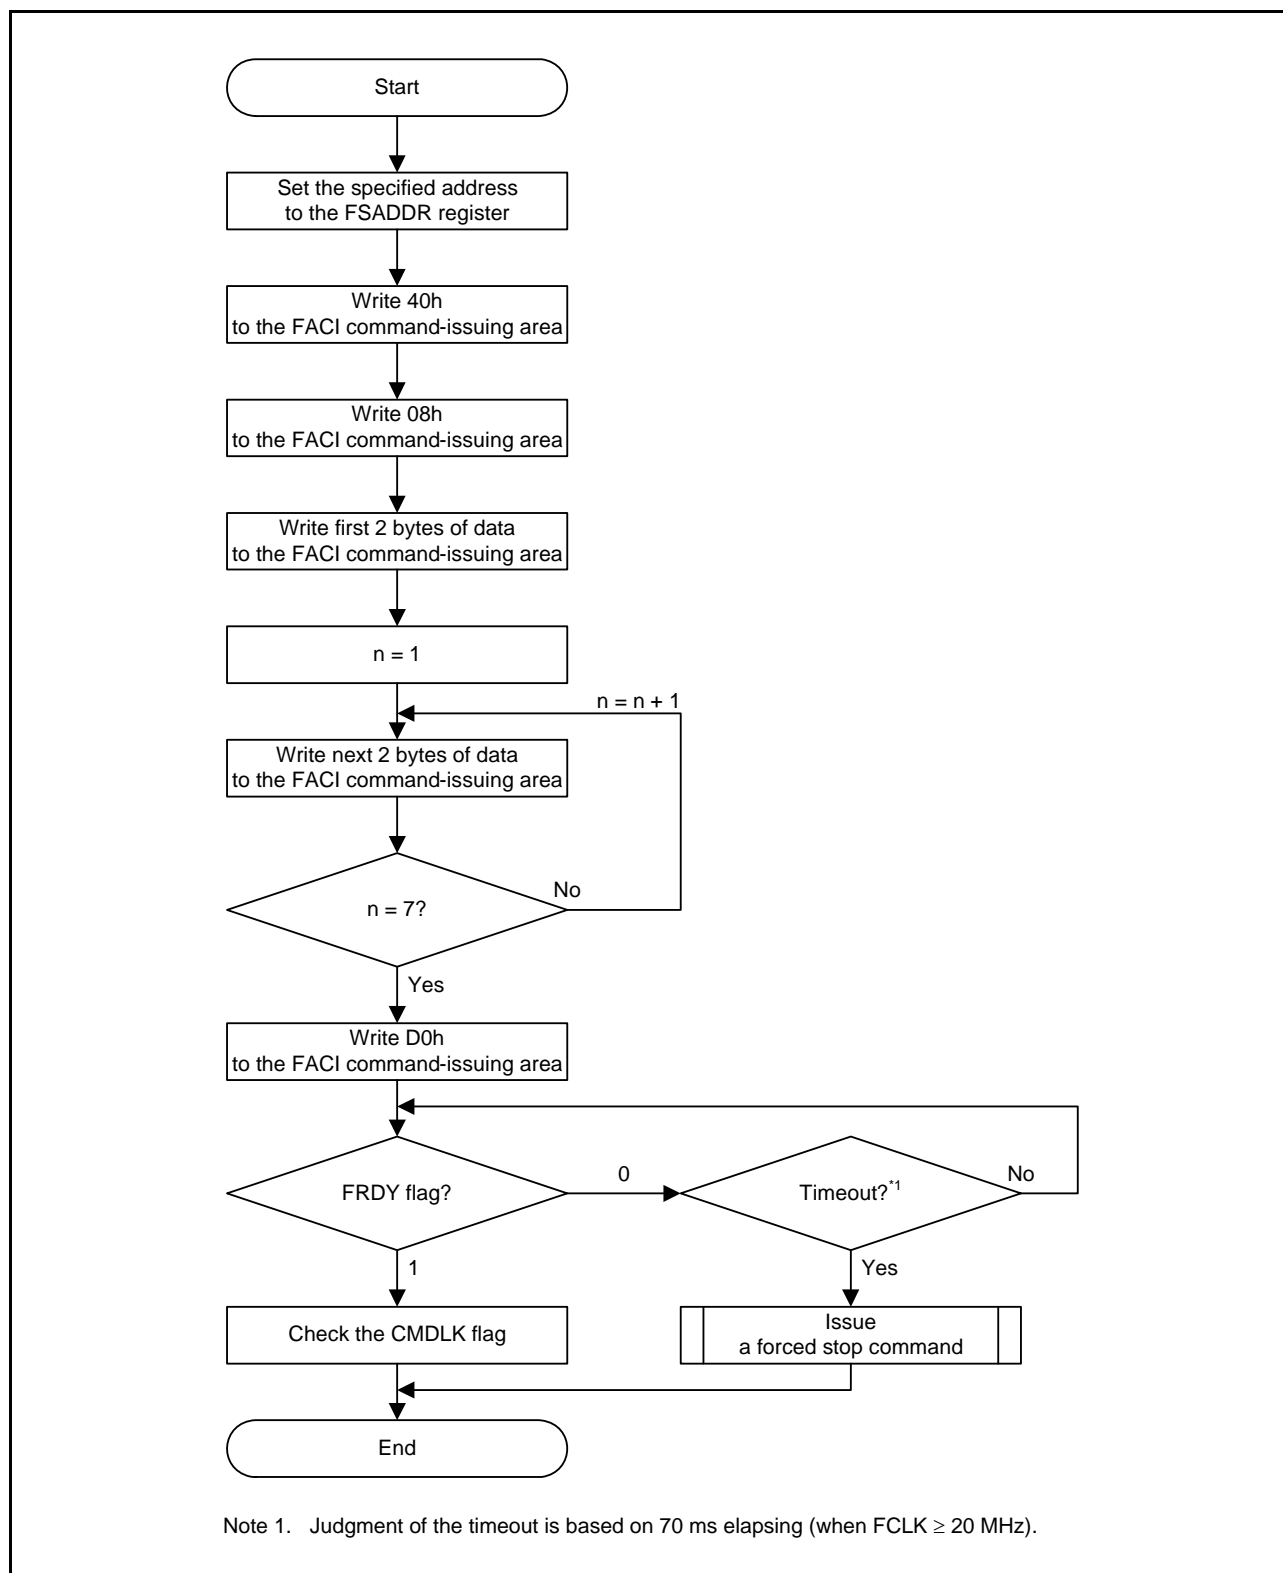 Start
Set the specified address
to the FSADDR register
Write 40h
to the FACI command-issuing area
Write 08h
to the FACI command-issuing area
Write first 2 bytes of data
to the FACI command-issuing area
n = 1
n = n + 1
Write next 2 bytes of data
to the FACI command-issuing area
n = 7?
No
Yes
Write D0h
to the FACI command-issuing area
FRDY flag?
0
Timeout?*1
No
1
Yes
Check the CMDLK flag
Issue
a forced stop command
End
Note 1. Judgment of the timeout is based on 70 ms elapsing (when FCLK ≥ 20 MHz).